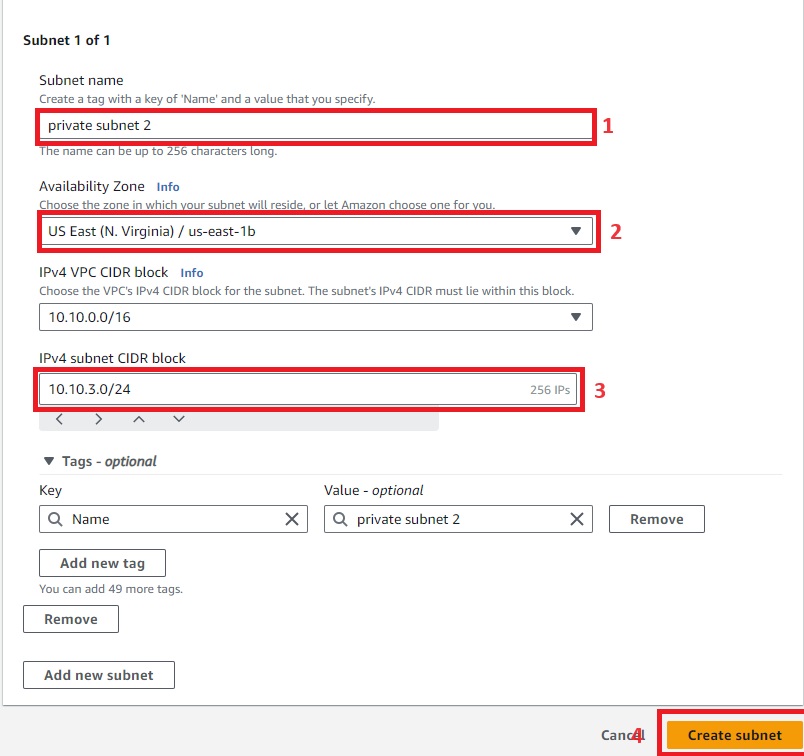 Subnet 1 of 1
Subnet name
Create a tag with a key of 'Name' and a value that you specify.
private subnet 2
1
The name can be up to 256 characters long.
Availability Zone Info
Choose the zone in which your subnet will reside, or let Amazon choose one for you.
US East (N. Virginia) / us-east-1b
2
IPv4 VPC CIDR block Info
Choose the VPC's IPv4 CIDR block for the subnet. The subnet's IPv4 CIDR must lie within this block.
10.10.0.0/16
IPv4 subnet CIDR block
10.10.3.0/24 256 IPs
3
Tags - optional
Key Value - optional
Name private subnet 2 Remove
Add new tag
You can add 49 more tags.
Remove
Add new subnet
Cancel 4 Create subnet